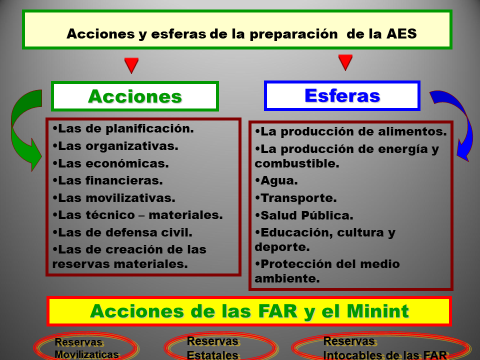 Acciones y esferas de la preparación de la AES
Acciones
Esferas
•Las de planificación.
•Las organizativas.
•Las económicas.
•Las financieras.
•Las movilizativas.
•Las técnico – materiales.
•Las de defensa civil.
•Las de creación de las
reservas materiales.
•La producción de alimentos.
•La producción de energía y
combustible.
•Agua.
•Transporte.
•Salud Pública.
•Educación, cultura y
deporte.
•Protección del medio
ambiente.
Acciones de las FAR y el Minint
Reservas
Movilizaticas
Reservas
Estatales
Reservas
Intocables de las FAR